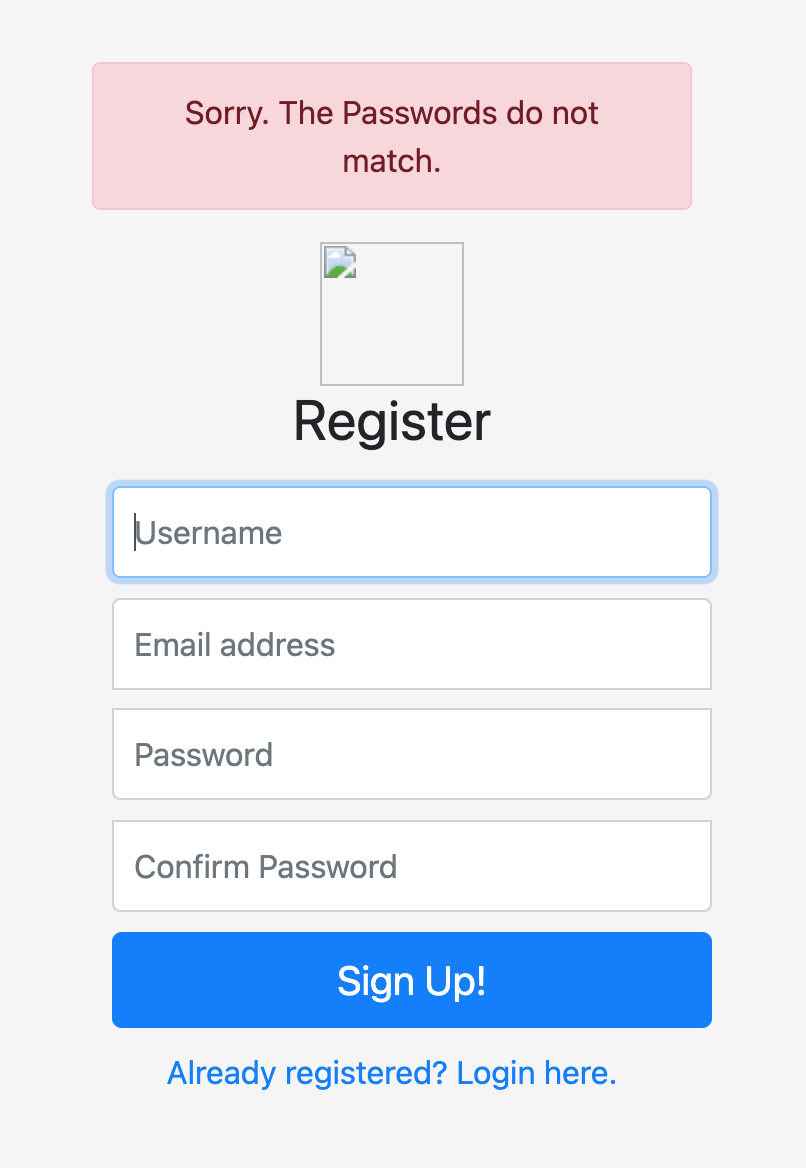 Sorry. The Passwords do not
match.
Register
Username
Email address
Password
Confirm Password
Sign Up!
Already registered? Login here.